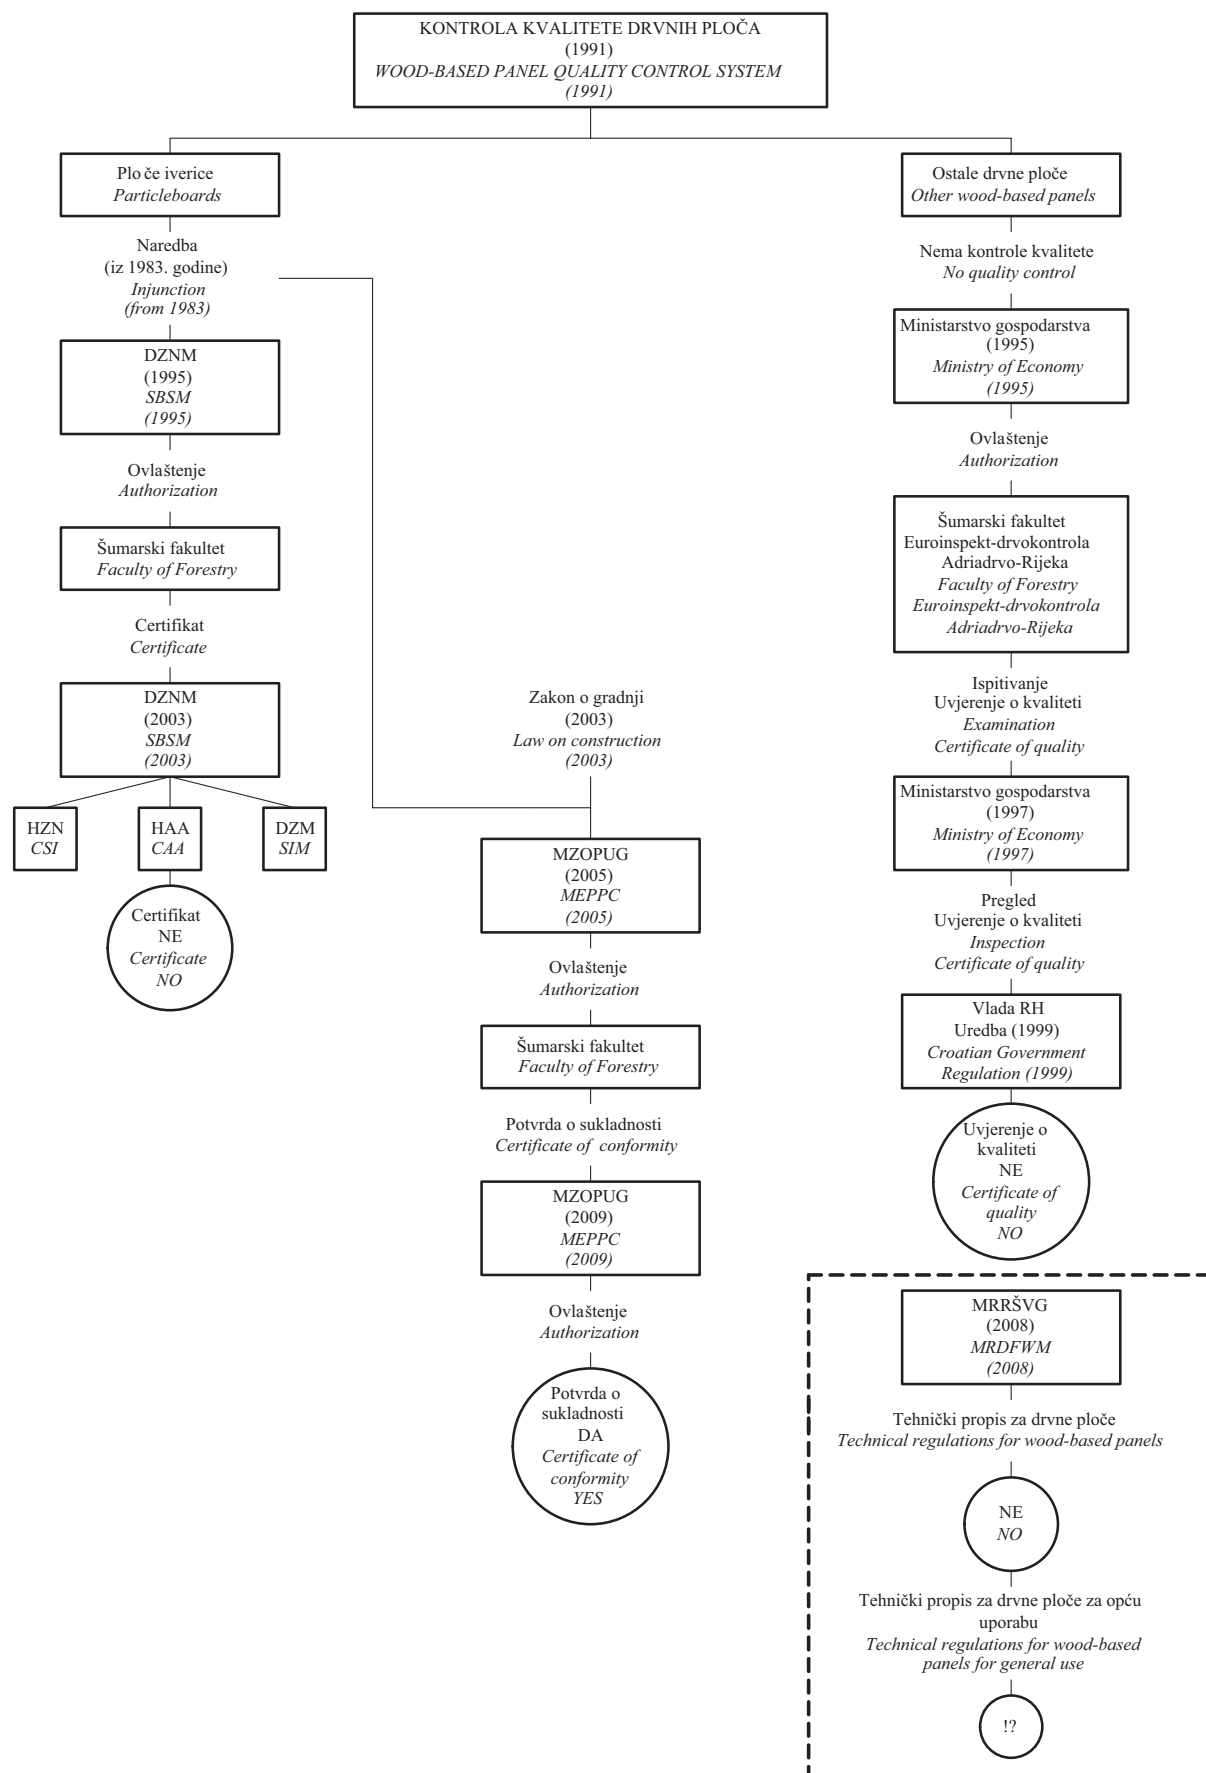 KONTROLA KVALITETE DRVNIH PLOČA
(1991)
WOOD-BASED PANEL QUALITY CONTROL SYSTEM
(1991)
Plo če iverice
Particleboards
Naredba
(iz 1983. godine)
Injunction
(from 1983)
DZNM
(1995)
SBSM
(1995)
Ovlaštenje
Authorization
Šumarski fakultet
Faculty of Forestry
Certifikat
Certificate
DZNM
(2003)
SBSM
(2003)
HZN
CSI
HAA
CAA
DZM
SIM
Certifikat
NE
Certificate
NO
Zakon o gradnji
(2003)
Law on construction
(2003)
MZOPUG
(2005)
MEPPC
(2005)
Ovlaštenje
Authorization
Šumarski fakultet
Faculty of Forestry
Potvrda o sukladnosti
Certificate of conformity
MZOPUG
(2009)
MEPPC
(2009)
Ovlaštenje
Authorization
Potvrda o
sukladnosti
DA
Certificate of
conformity
YES
Ostale drvne ploče
Other wood-based panels
Nema kontrole kvalitete
No quality control
Ministarstvo gospodarstva
(1995)
Ministry of Economy
(1995)
Ovlaštenje
Authorization
Šumarski fakultet
Euroinspekt-drvokontrola
Adriadrvo-Rijeka
Faculty of Forestry
Euroinspekt-drvokontrola
Adriadrvo-Rijeka
Ispitivanje
Uvjerenje o kvaliteti
Examination
Certificate of quality
Ministarstvo gospodarstva
(1997)
Ministry of Economy
(1997)
Pregled
Uvjerenje o kvaliteti
Inspection
Certificate of quality
Vlada RH
Uredba (1999)
Croatian Government
Regulation (1999)
Uvjerenje o
kvaliteti
NE
Certificate of
quality
NO
MRRŠVG
(2008)
MRDFWM
(2008)
Tehnički propis za drvne ploče
Technical regulations for wood-based panels
NE
NO
Tehnički propis za drvne ploče za opću
uporabu
Technical regulations for wood-based
panels for general use
!?